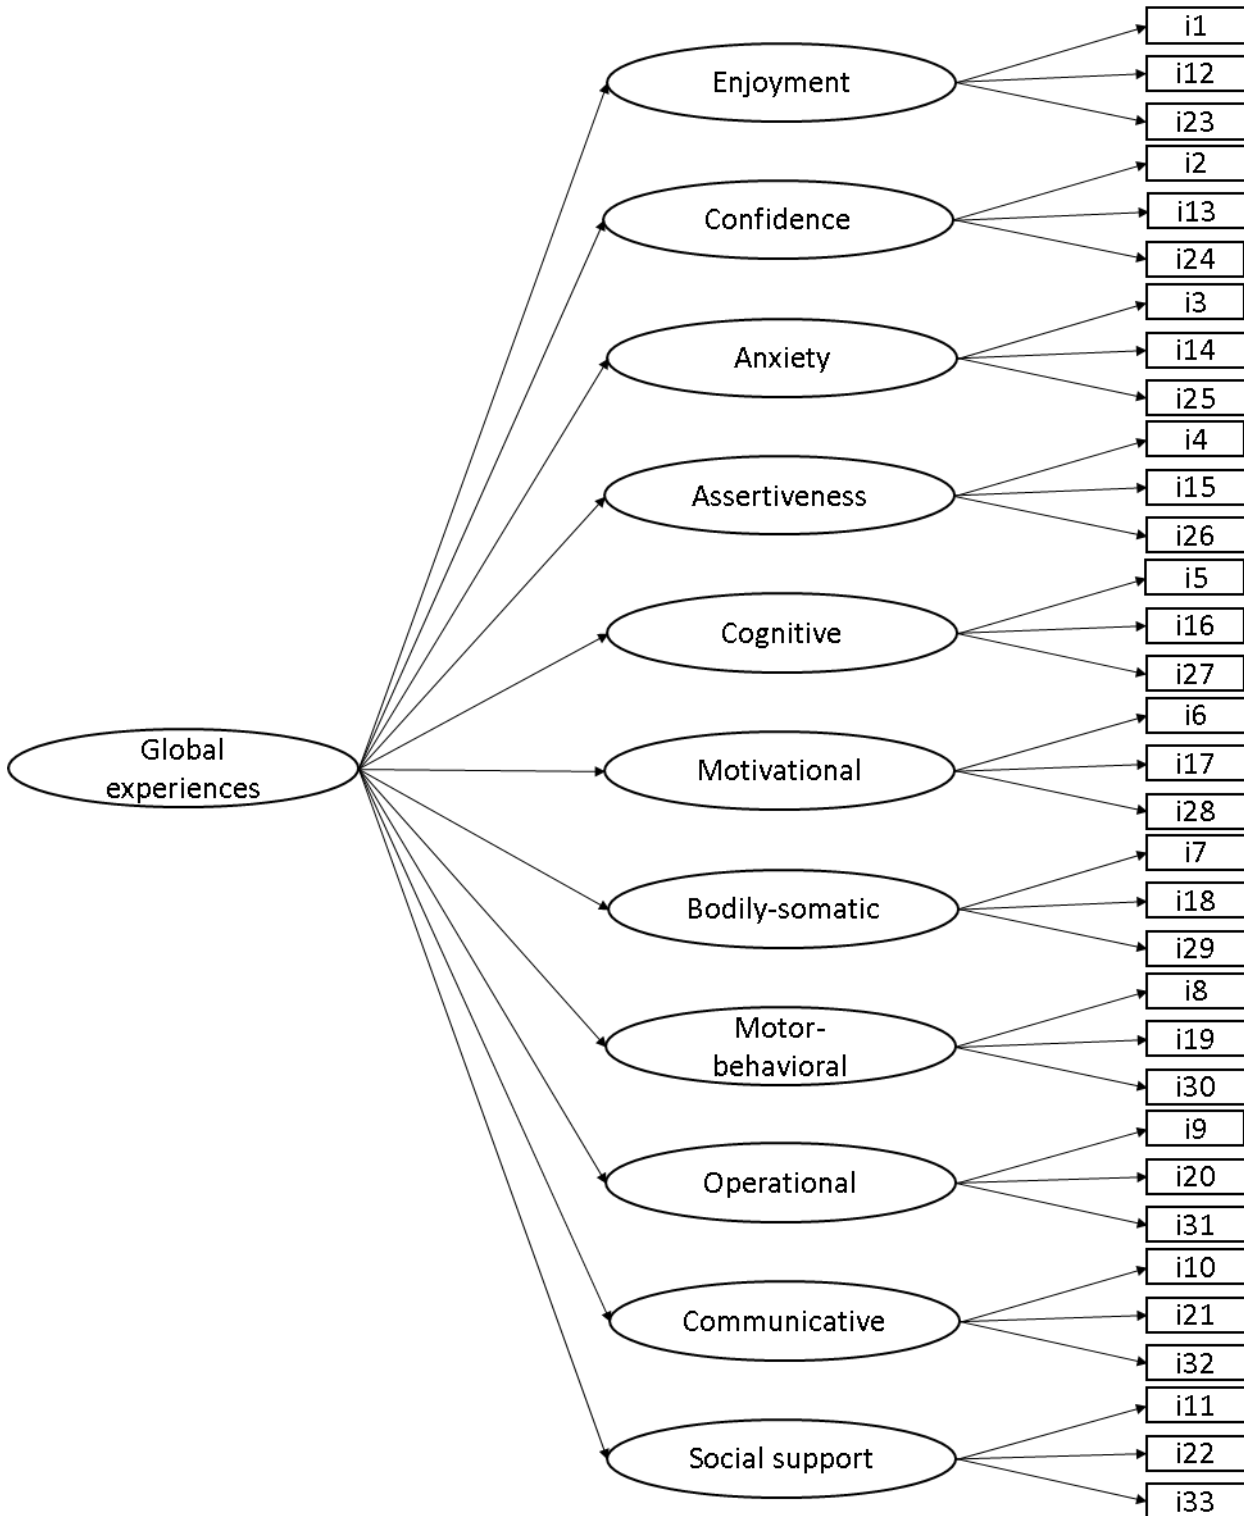 i1
Enjoyment
i12
i23
i2
Confidence
i13
i24
i3
Anxiety
i14
i25
i4
Assertiveness
i15
i26
i5
Cognitive
i16
i27
i6
Global
experiences
Motivational
i17
i28
i7
Bodily-somatic
i18
i29
i8
Motor-
behavioral
i19
i30
i9
Operational
i20
i31
i10
Communicative
i21
i32
i11
Social support
i22
i33